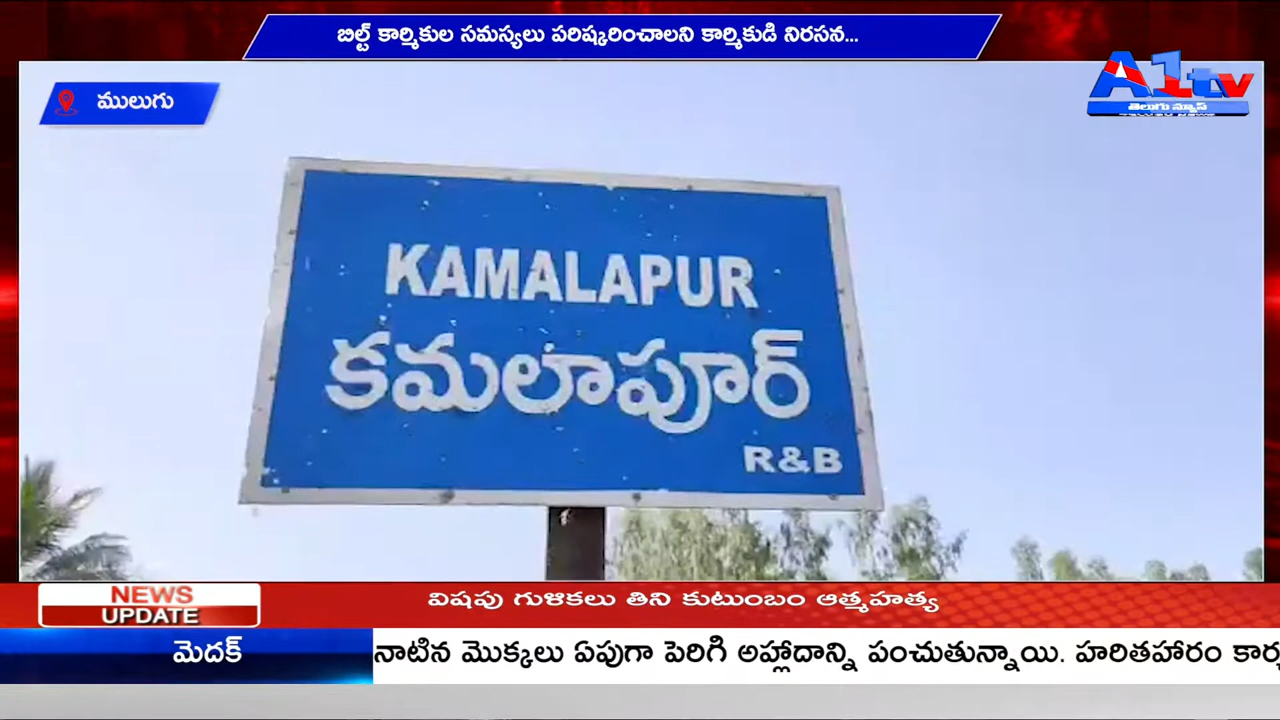 బిల్ట్ కార్మికుల సమస్యలు పరిష్కరించాలని కార్మికుడి నిరసన...
ములుగు
A1tv
తెలుగు న్యూస్
KAMALAPUR
కమలాపూర్
R&B
NEWS
UPDATE
విషపు గుళికలు తిని కుటుంబం ఆత్మహత్య
మెదక్
నాటిన మొక్కలు ఏపుగా పెరిగి అహ్లాదాన్ని పంచుతున్నాయి. హరితహారం